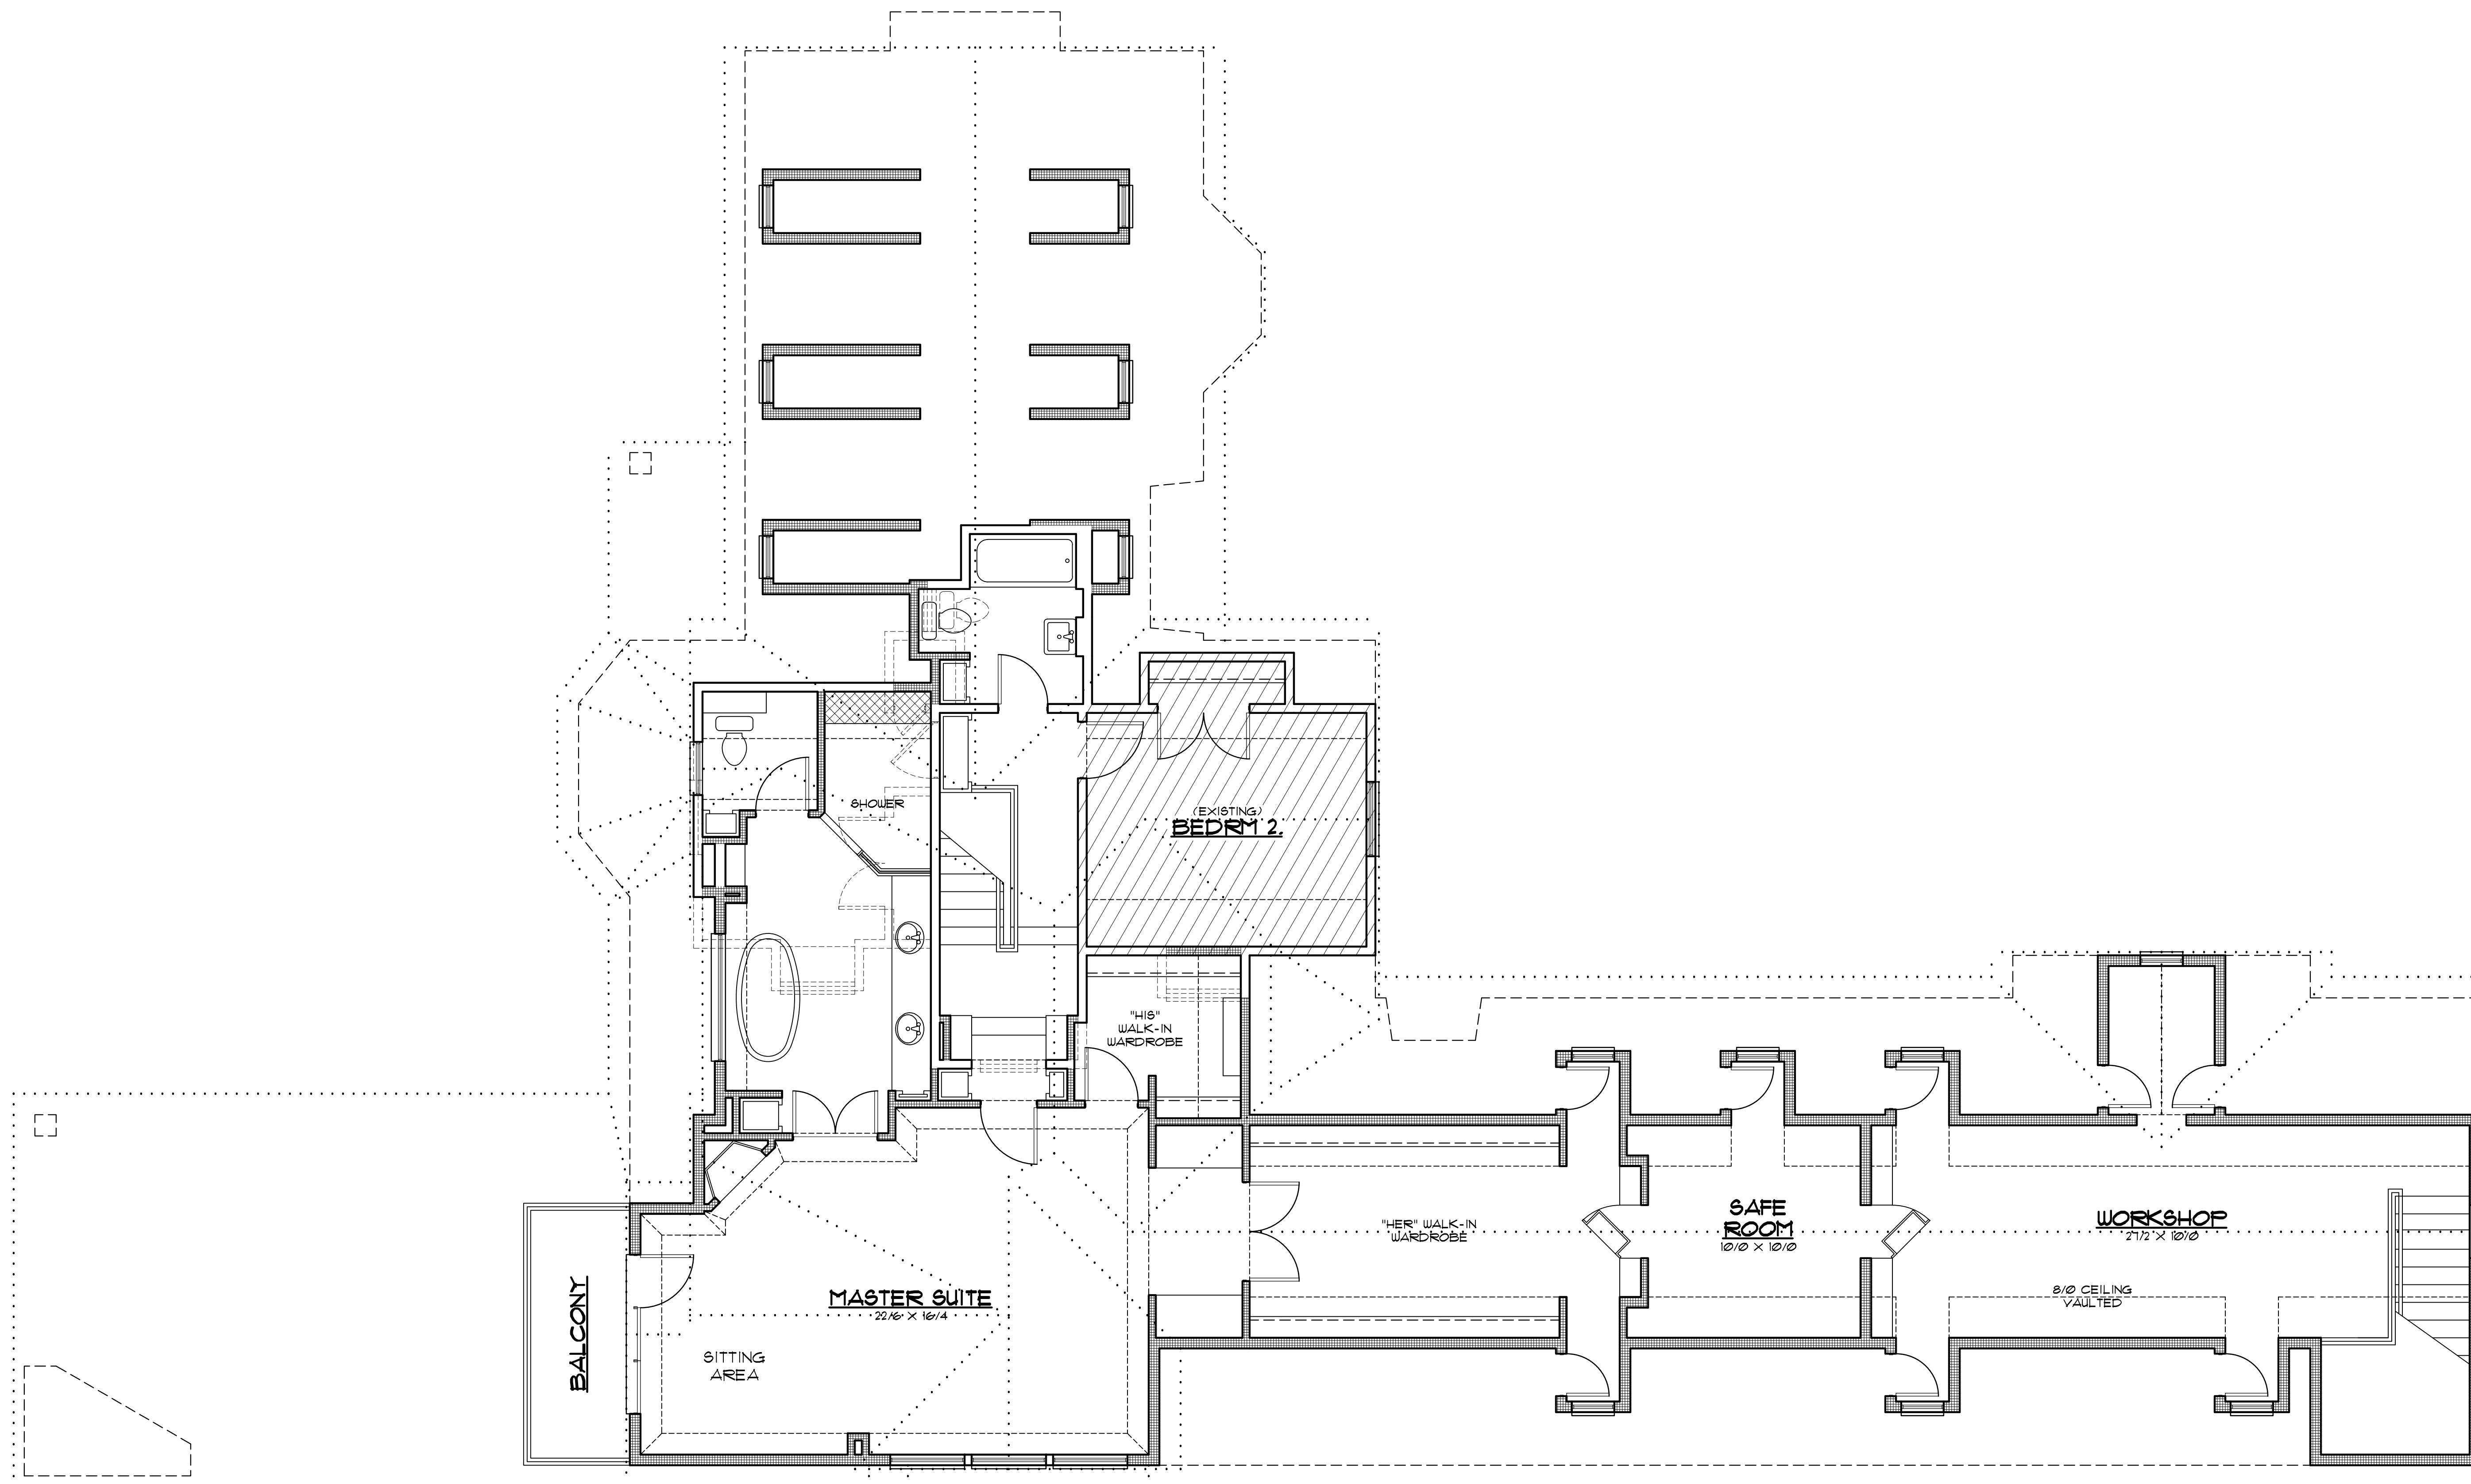 SHOWER
(EXISTING)
BEDRM 2.
"HIS"
WALK-IN
WARDROBE
"HER" WALK-IN
WARDROBE
SAFE
ROOM
10/0 X 10/0
WORKSHOP
27/2 X 10/0
8/0 CEILING
VAULTED
MASTER SUITE
22/6 X 16/4
SITTING
AREA
BALCONY